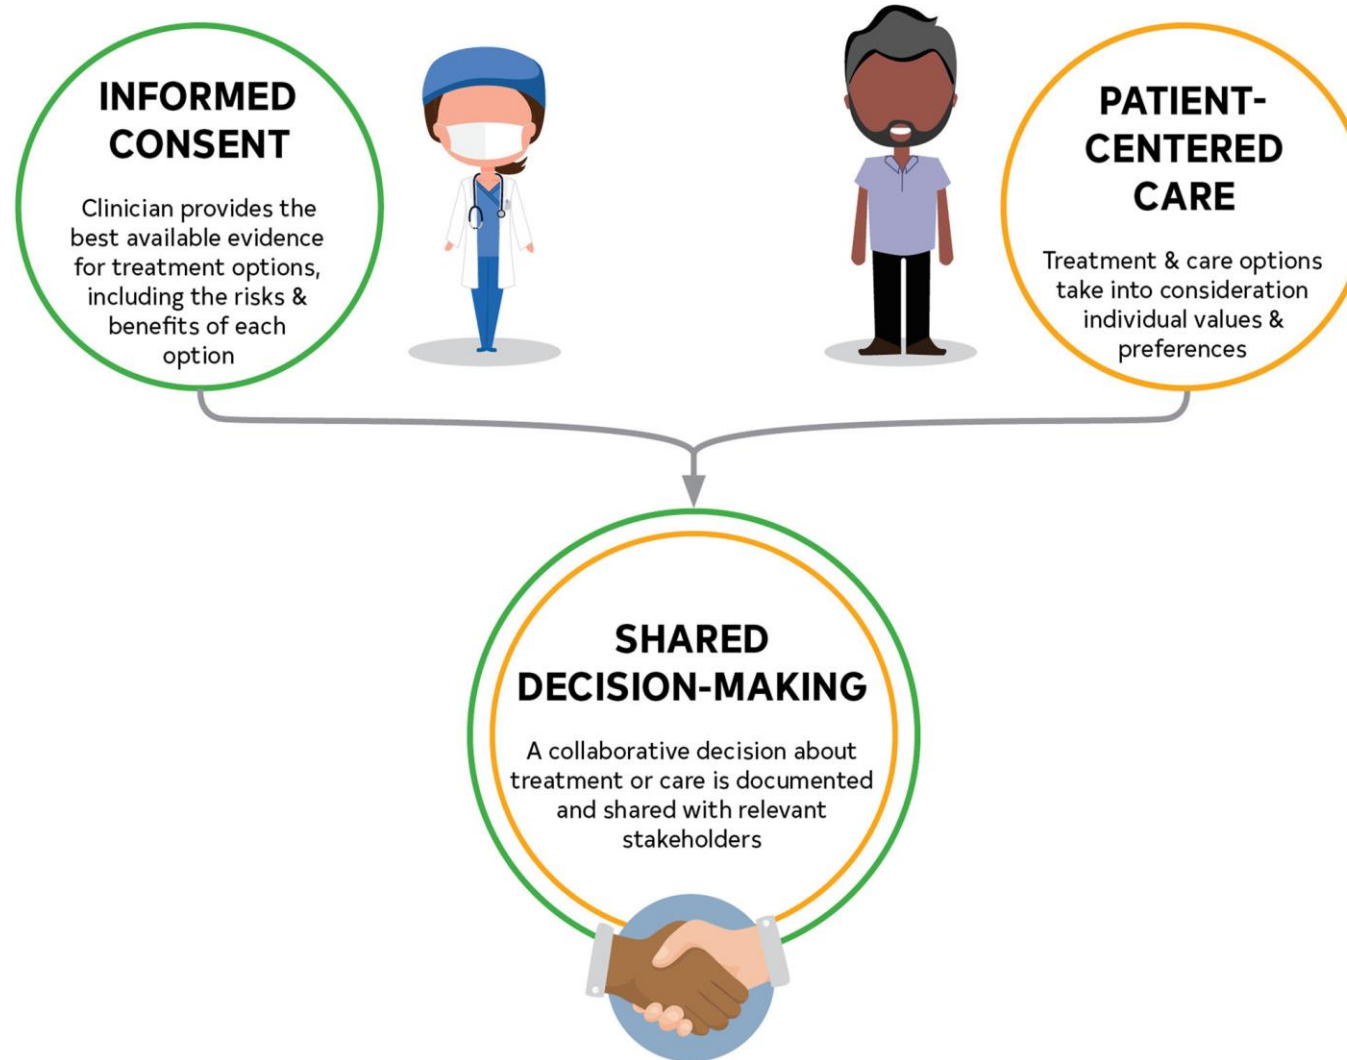 INFORMED
CONSENT
Clinician provides the
best available evidence
for treatment options,
including the risks &
benefits of each
option
PATIENT-
CENTERED
CARE
Treatment & care options
take into consideration
individual values &
preferences
SHARED
DECISION-MAKING
A collaborative decision about
treatment or care is documented
and shared with relevant
stakeholders